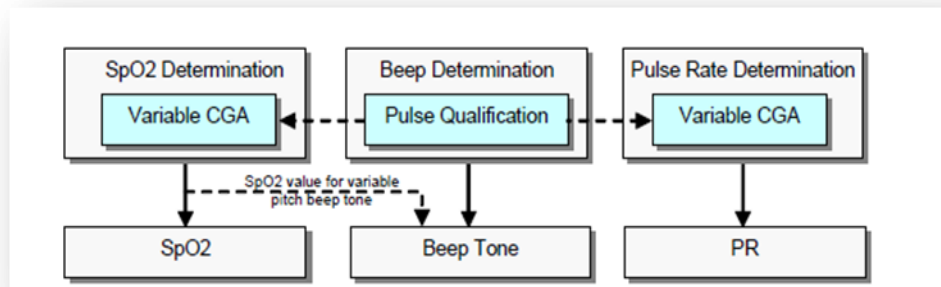 SpO2 Determination
Beep Determination
Pulse Rate Determination
Variable CGA
Pulse Qualification
Variable CGA
SpO2 value for variable
pitch beep tone
SpO2
Beep Tone
PR